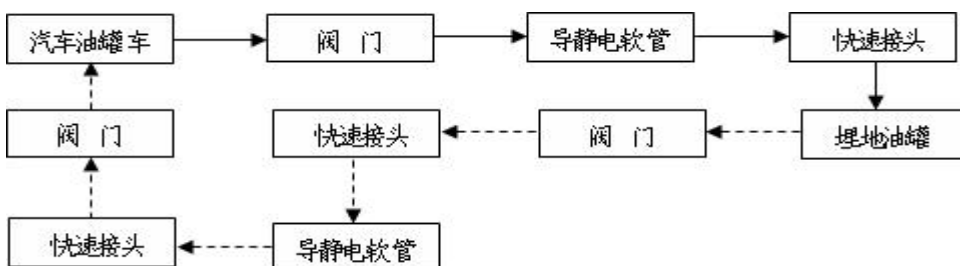 汽车油罐车
阀 门
导静电软管
快速接头
阀 门
快速接头
阀 门
埋地油罐
快速接头
导静电软管